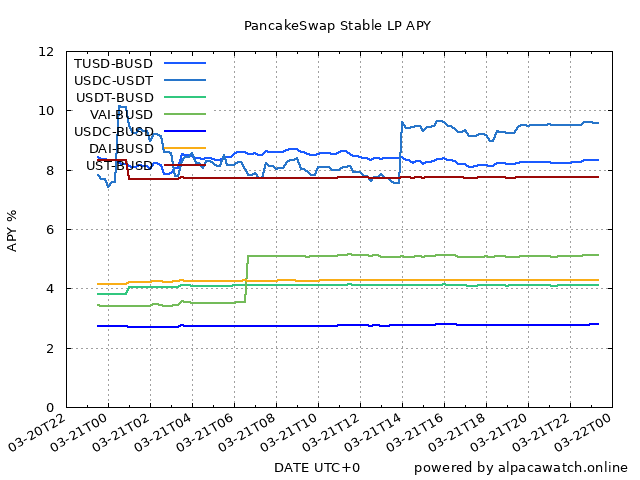 PancakeSwap Stable LP APY
12
10
8
6
4
2
0
APY %
TUSD-BUSD
USDC-USDT
USDT-BUSD
VAI-BUSD
USDC-BUSD
DAI-BUSD
UST-BUSD
03-20T22
03-21T00
03-21T02
03-21T04
03-21T06
03-21T08
03-21T10
03-21T12
03-21T14
03-21T16
03-21T18
03-21T20
03-21T22
03-22T00
DATE UTC+0
powered by alpacawatch.online